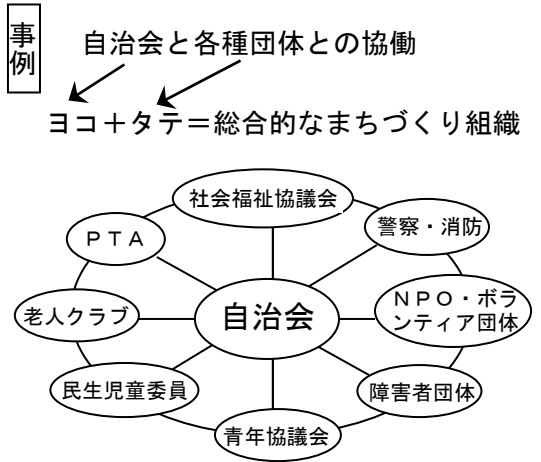 事例
自治会と各種団体との協働
ヨコ＋タテ＝総合的なまちづくり組織
社会福祉協議会
ＰＴＡ
警察・消防
老人クラブ
自治会
ＮＰＯ・ボラ
ンティア団体
民生児童委員
障害者団体
青年協議会